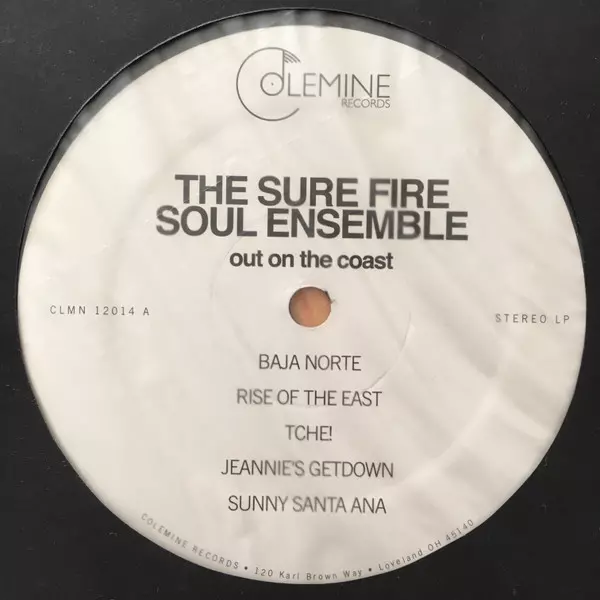 COLEMINE
RECORDS
THE SURE FIRE
SOUL ENSEMBLE
out on the coast
CLMN 12014 A
STEREO LP
BAJA NORTE
RISE OF THE EAST
TCHE!
JEANNIE'S GETDOWN
SUNNY SANTA ANA
COLEMINE RECORDS • 120 Karl Brown Way • Loveland OH 45140